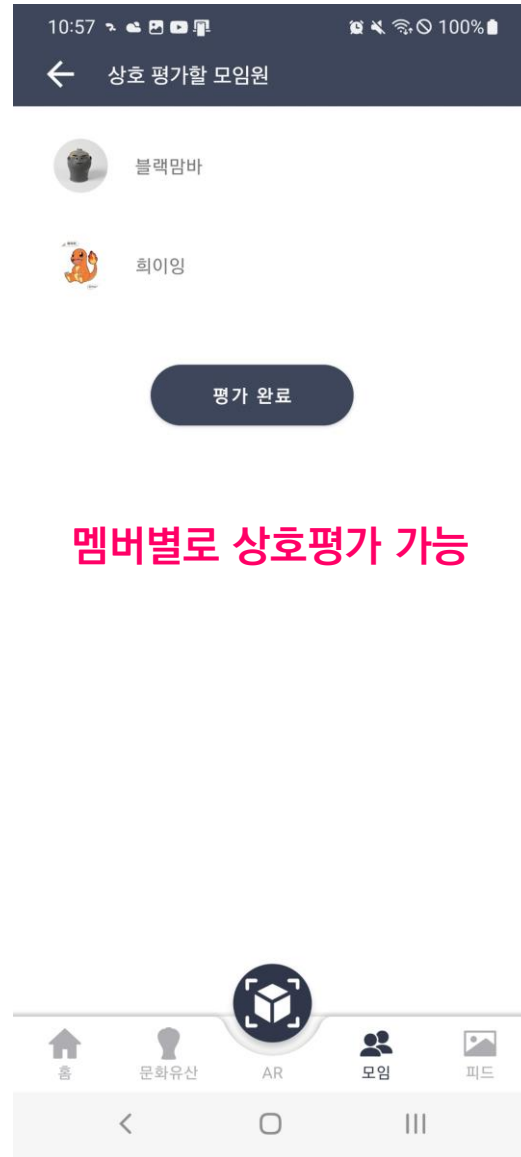 10:57
100%
상호 평가할 모임원
블랙맘바
희이잉
평가 완료
멤버별로 상호평가 가능
홈
문화유산
AR
모임
피드